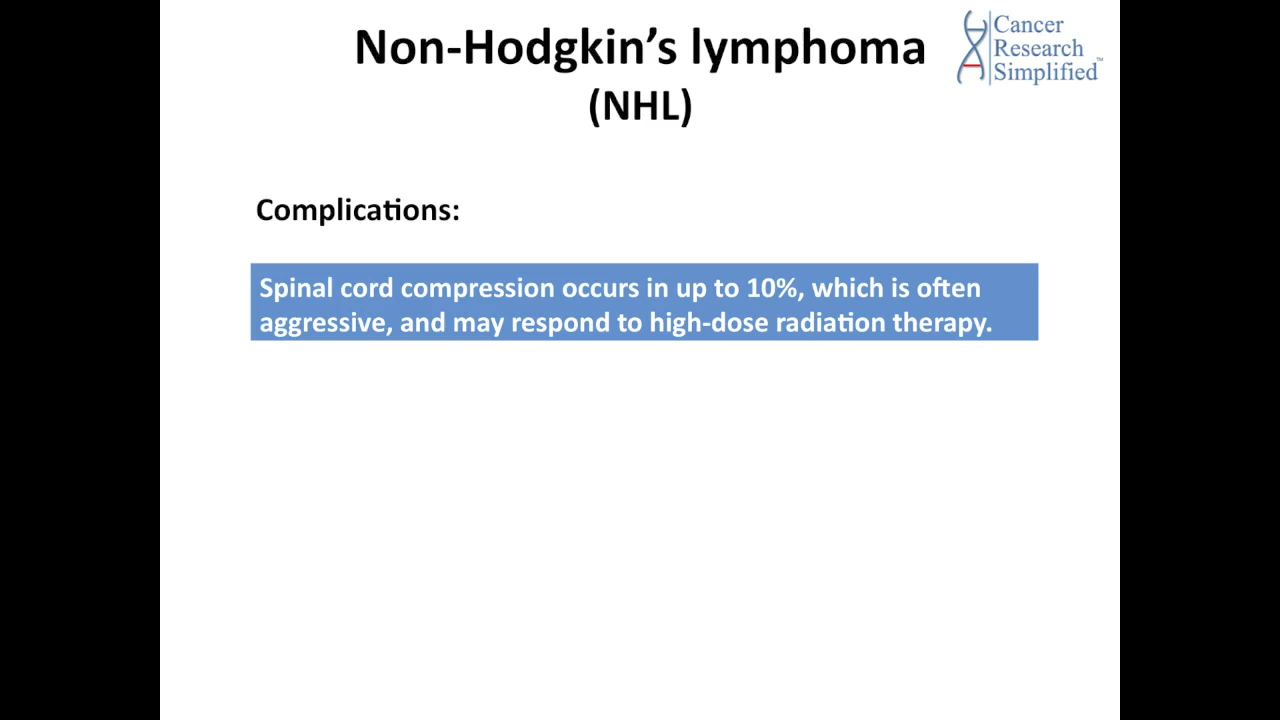 Non-Hodgkin’s lymphoma
(NHL)
Cancer
Research
Simplified™
Complications:
Spinal cord compression occurs in up to 10%, which is often
aggressive, and may respond to high-dose radiation therapy.